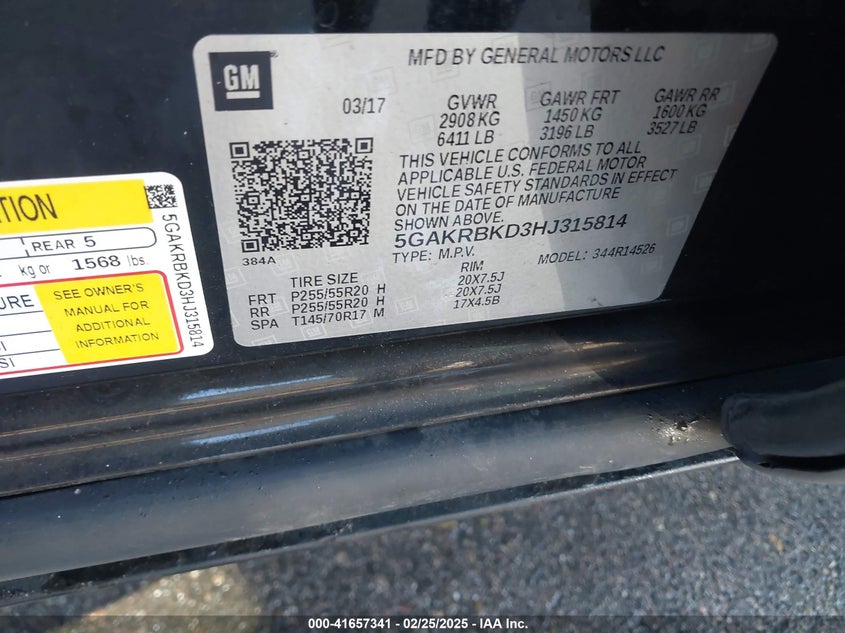 GM
MFD BY GENERAL MOTORS LLC
03/17
GVWR GAWR FRT GAWR RR
2908 KG 1450 KG 1600 KG
6411 LB 3196 LB 3527 LB
THIS VEHICLE CONFORMS TO ALL
APPLICABLE U.S. FEDERAL MOTOR
VEHICLE SAFETY STANDARDS IN EFFECT
ON THE DATE OF MANUFACTURE
SHOWN ABOVE.
5GAKRBKD3HJ315814
TYPE: M.P.V. MODEL: 344R14526
384A
TIRE SIZE RIM
FRT P255/55R20 H 20X7.5J
RR P255/55R20 H 20X7.5J
SPA T145/70R17 M 17X4.5B
REAR 5
kg or 1568 lbs.
SEE OWNER'S
MANUAL FOR
ADDITIONAL
INFORMATION
5GAKRBKD3HJ315814
000-41657341 / 02/25/2025 / IAA Inc.